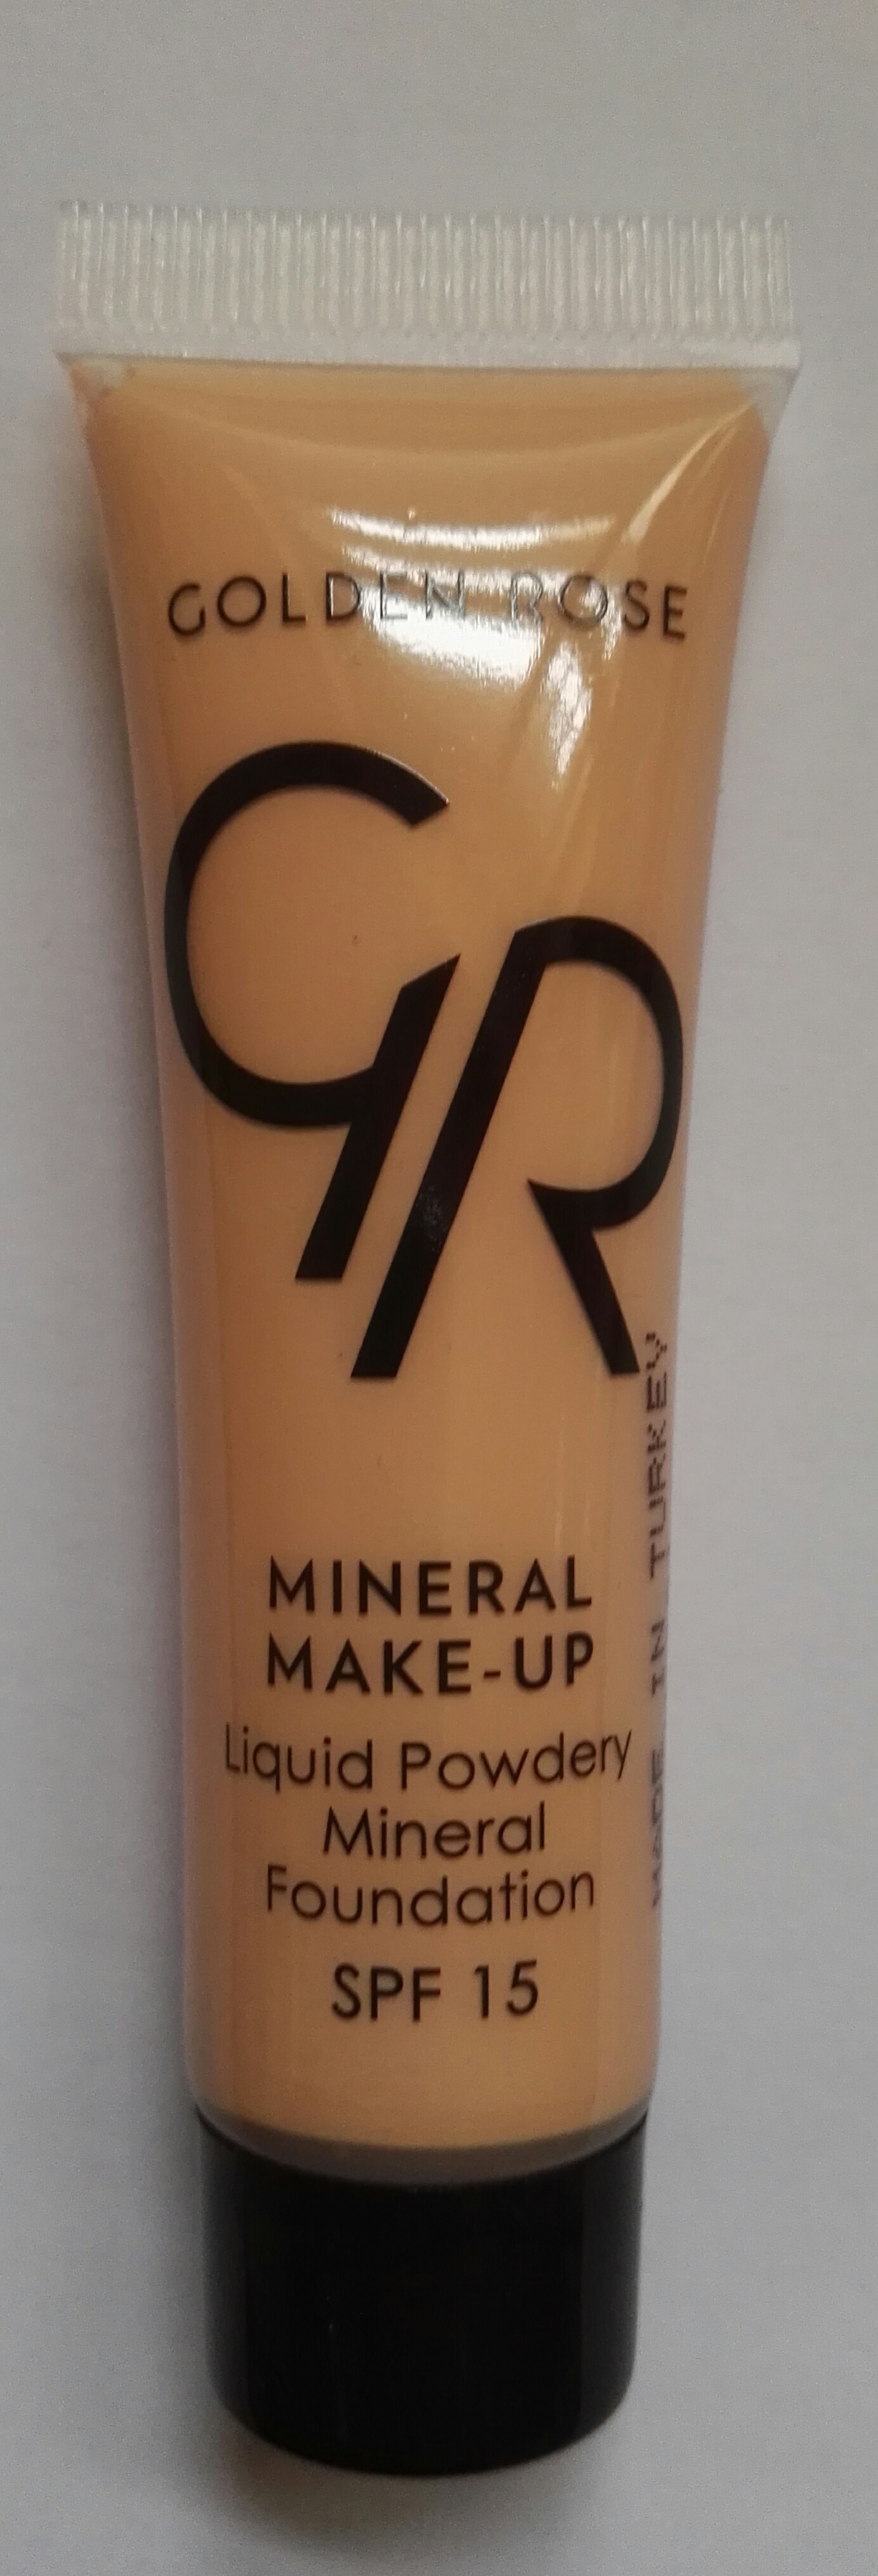 GOLDEN ROSE
GR
MINERAL
MAKE-UP
Liquid Powdery
Mineral
Foundation
SPF 15
MADE IN TURKEY